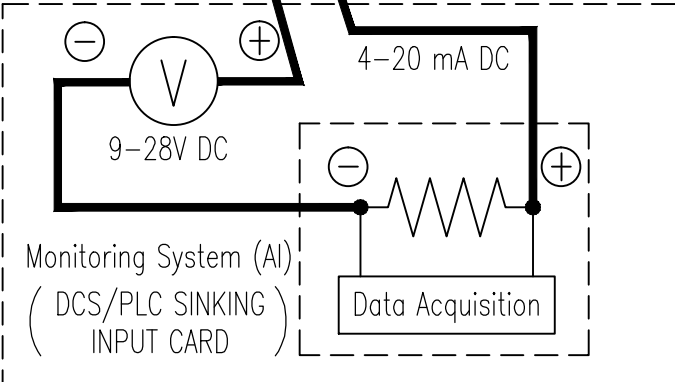 − +
V
4−20 mA DC
9−28V DC
− +
Monitoring System (AI)
( DCS/PLC SINKING
INPUT CARD )
Data Acquisition